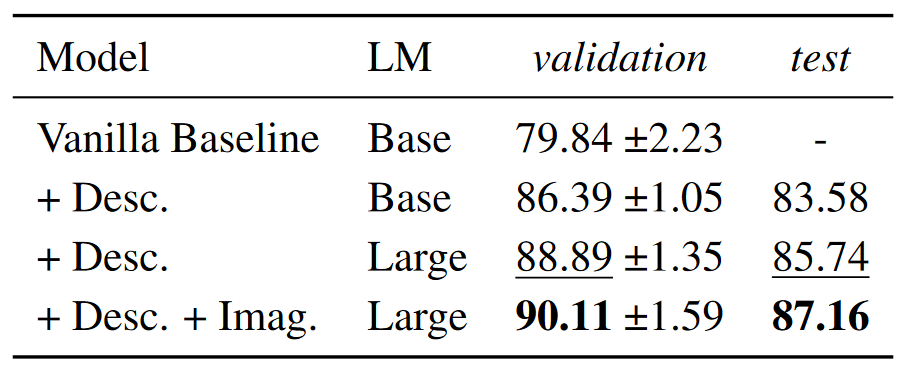 Model LM validation test
Vanilla Baseline Base 79.84 ±2.23 -
+ Desc. Base 86.39 ±1.05 83.58
+ Desc. Large 88.89 ±1.35 85.74
+ Desc. + Imag. Large 90.11 ±1.59 87.16